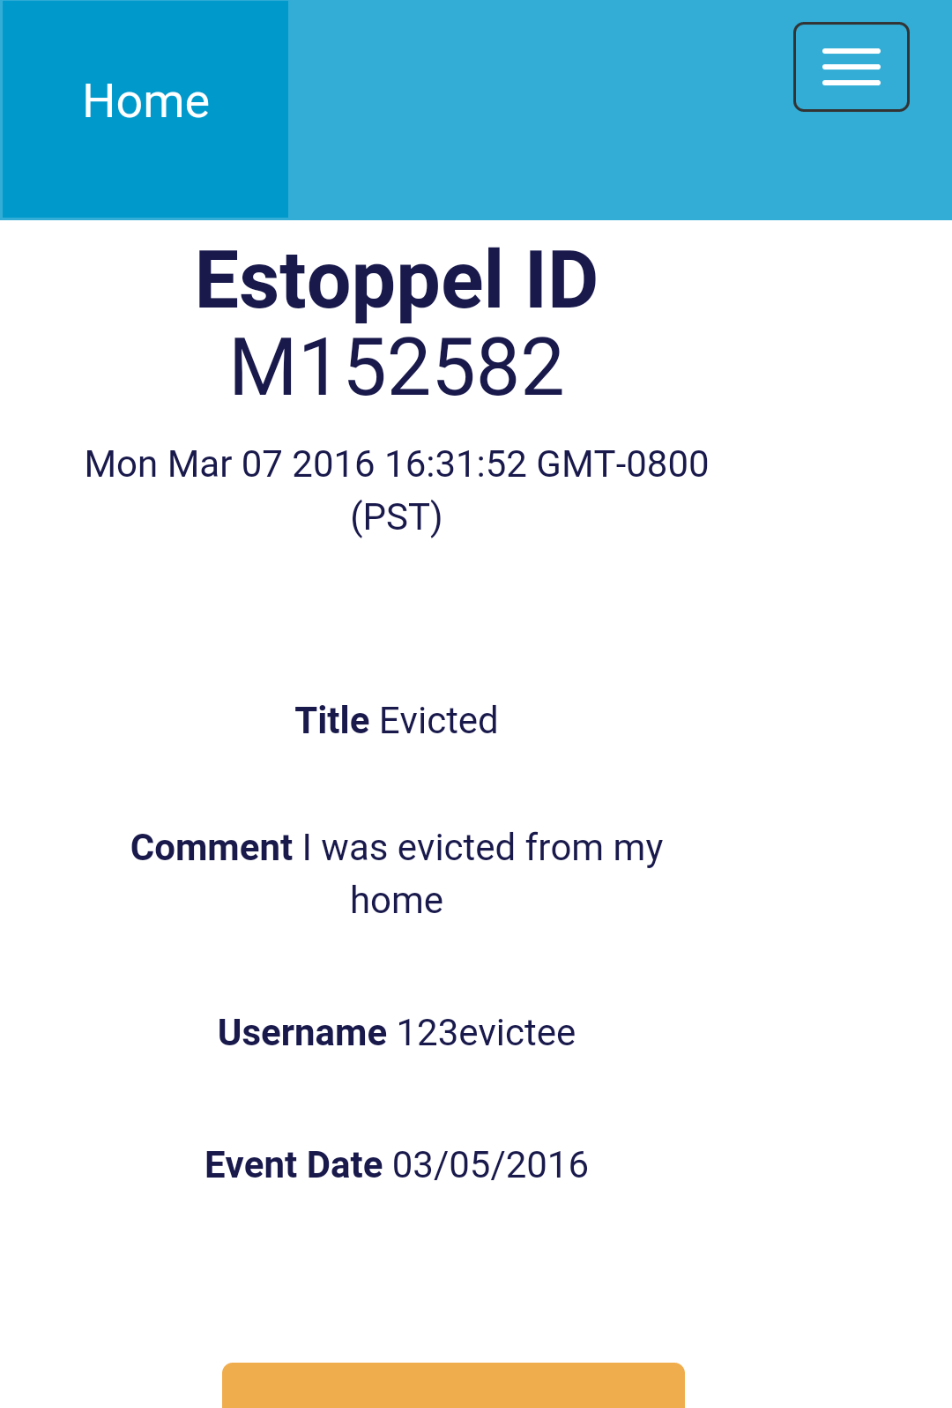 Home
Estoppel ID
M152582
Mon Mar 07 2016 16:31:52 GMT-0800
(PST)
Title Evicted
Comment I was evicted from my
home
Username 123evictee
Event Date 03/05/2016